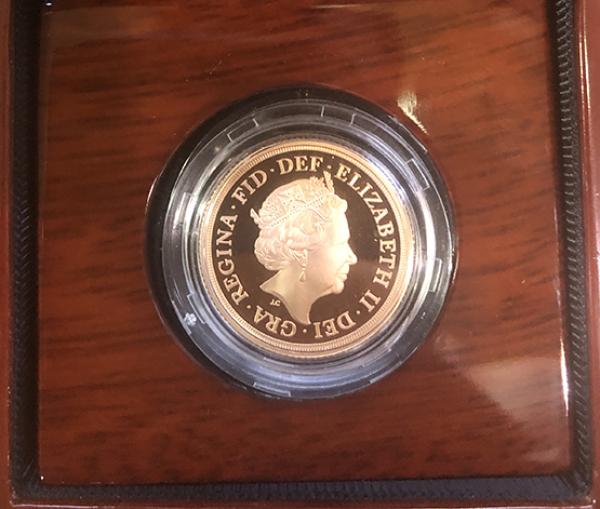 ELIZABETH II · DEI · GRA · REGINA · FID · DEF ·
J.C